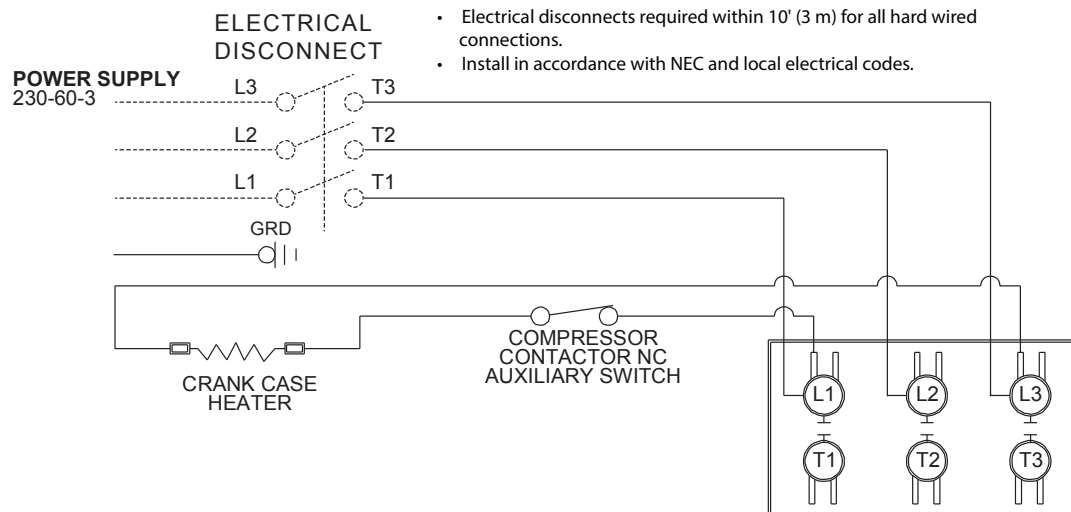 ELECTRICAL
DISCONNECT
• Electrical disconnects required within 10' (3 m) for all hard wired
connections.
• Install in accordance with NEC and local electrical codes.
POWER SUPPLY
230-60-3
L3 T3
L2 T2
L1 T1
GRD
COMPRESSOR
CONTACTOR NC
AUXILIARY SWITCH
CRANK CASE
HEATER
L1 L2 L3
T1 T2 T3